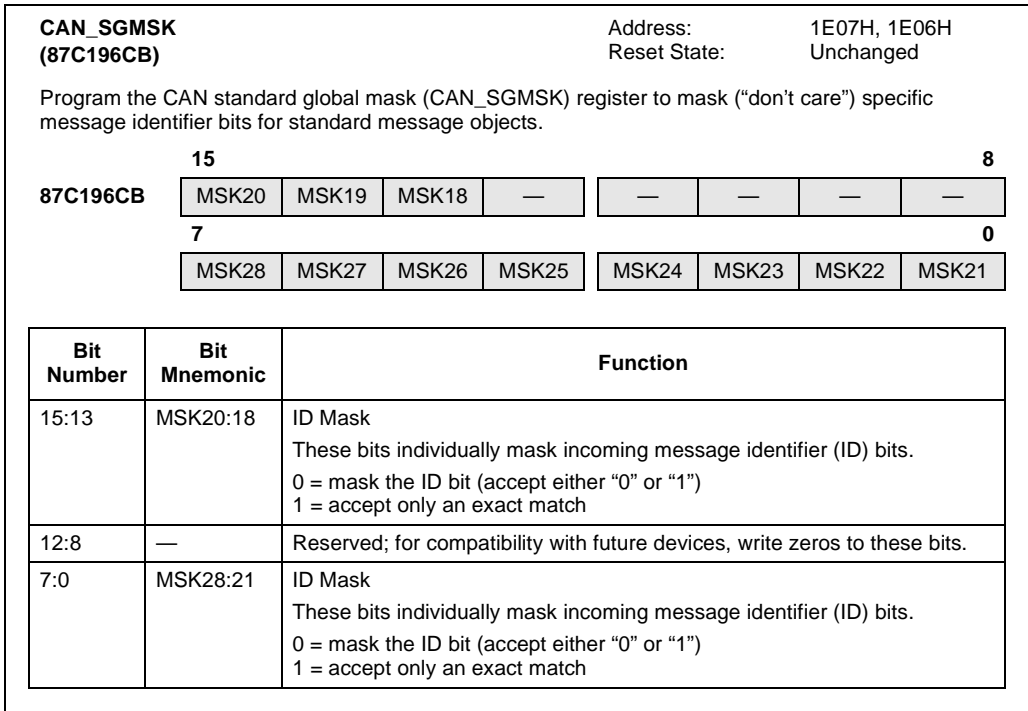 CAN_SGMSK Address: 1E07H, 1E06H
(87C196CB) Reset State: Unchanged
Program the CAN standard global mask (CAN_SGMSK) register to mask (“don’t care”) specific
message identifier bits for standard message objects.
15 8
87C196CB MSK20 MSK19 MSK18 — — — — —
7 0
MSK28 MSK27 MSK26 MSK25 MSK24 MSK23 MSK22 MSK21
Bit Number Bit Mnemonic Function
15:13 MSK20:18 ID Mask
These bits individually mask incoming message identifier (ID) bits.
0 = mask the ID bit (accept either “0” or “1”)
1 = accept only an exact match
12:8 — Reserved; for compatibility with future devices, write zeros to these bits.
7:0 MSK28:21 ID Mask
These bits individually mask incoming message identifier (ID) bits.
0 = mask the ID bit (accept either “0” or “1”)
1 = accept only an exact match